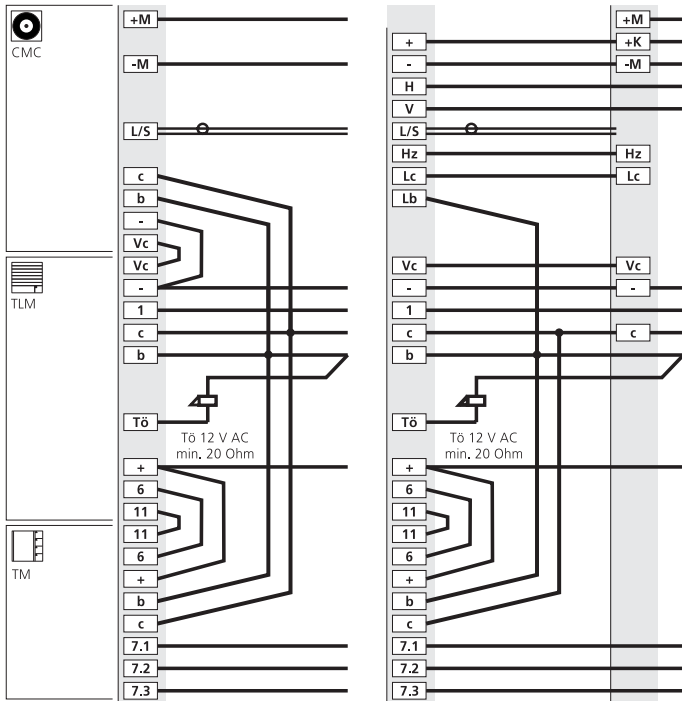 CMC
TLM
TM
+M
-M
L/S
c
b
-
Vc
Vc
-
1
c
b
Tö
Tö 12 V AC
min. 20 Ohm
+
6
11
11
6
+
b
c
7.1
7.2
7.3
+
-
H
V
L/S
Hz
Lc
Lb
Vc
-
1
c
b
Tö
Tö 12 V AC
min. 20 Ohm
+
6
11
11
6
+
b
c
7.1
7.2
7.3
+M
+K
-M
Hz
Lc
Vc
-
c